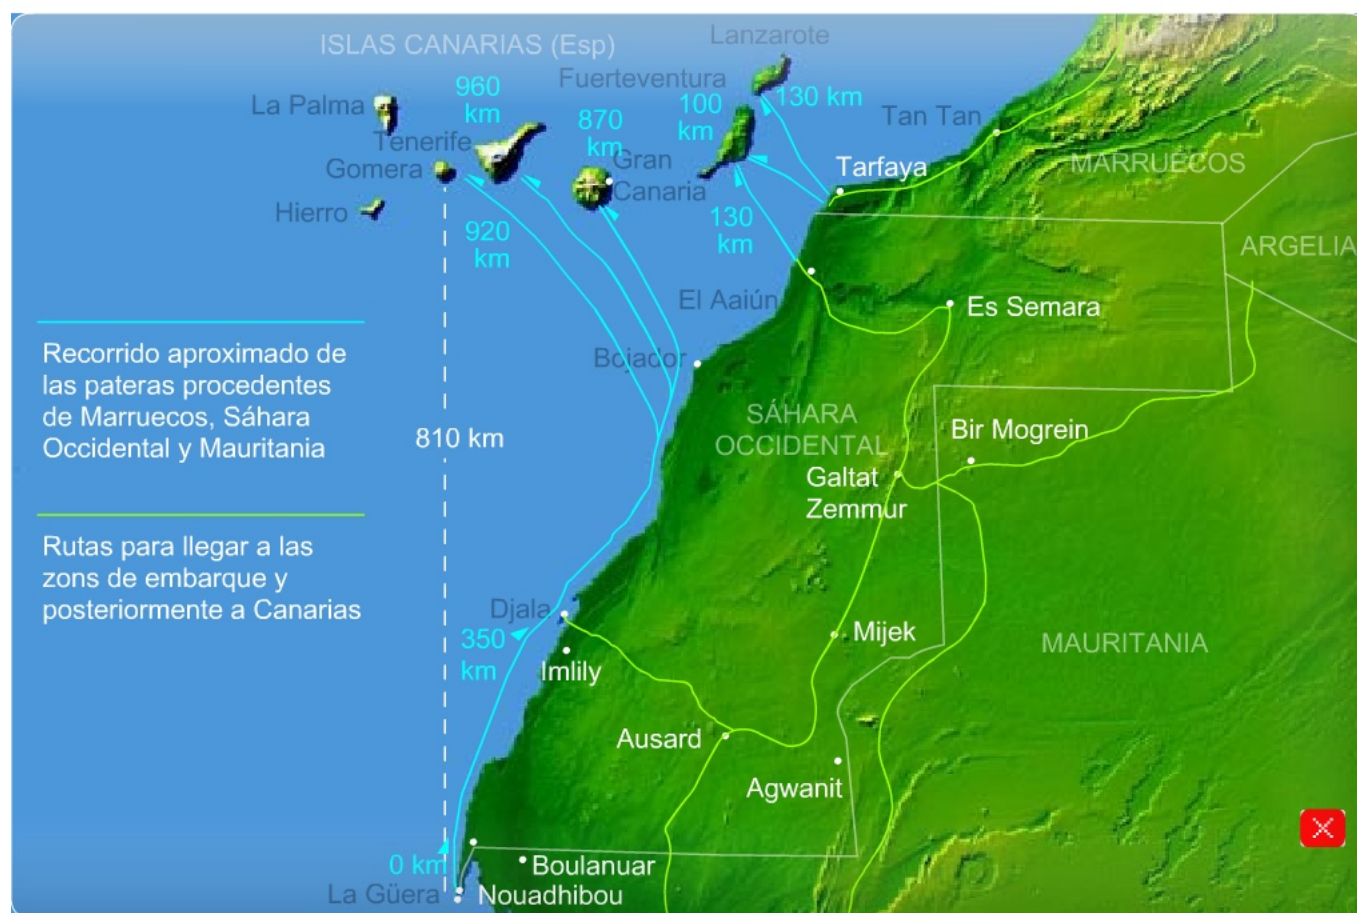 ISLAS CANARIAS (Esp)
Lanzarote
Fuerteventura
La Palma
960
km
870
km
100
km
130 km
Tan Tan
Tenerife
Gomera
Gran
Canaria
Tarfaya
MARRUECOS
Hierro
920
km
130
km
ARGELIA
El Aaiún
Es Semara
Recorrido aproximado de
las pateras procedentes
de Marruecos, Sáhara
Occidental y Mauritania
Bojador
810 km
SÁHARA
OCCIDENTAL
Bir Mogrein
Galtat
Zemmur
Rutas para llegar a las
zons de embarque y
posteriormente a Canarias
Djala
350
km
Imlily
Mijek
MAURITANIA
Ausard
Agwanit
0 km
Boulanuar
La Güera
Nouadhibou